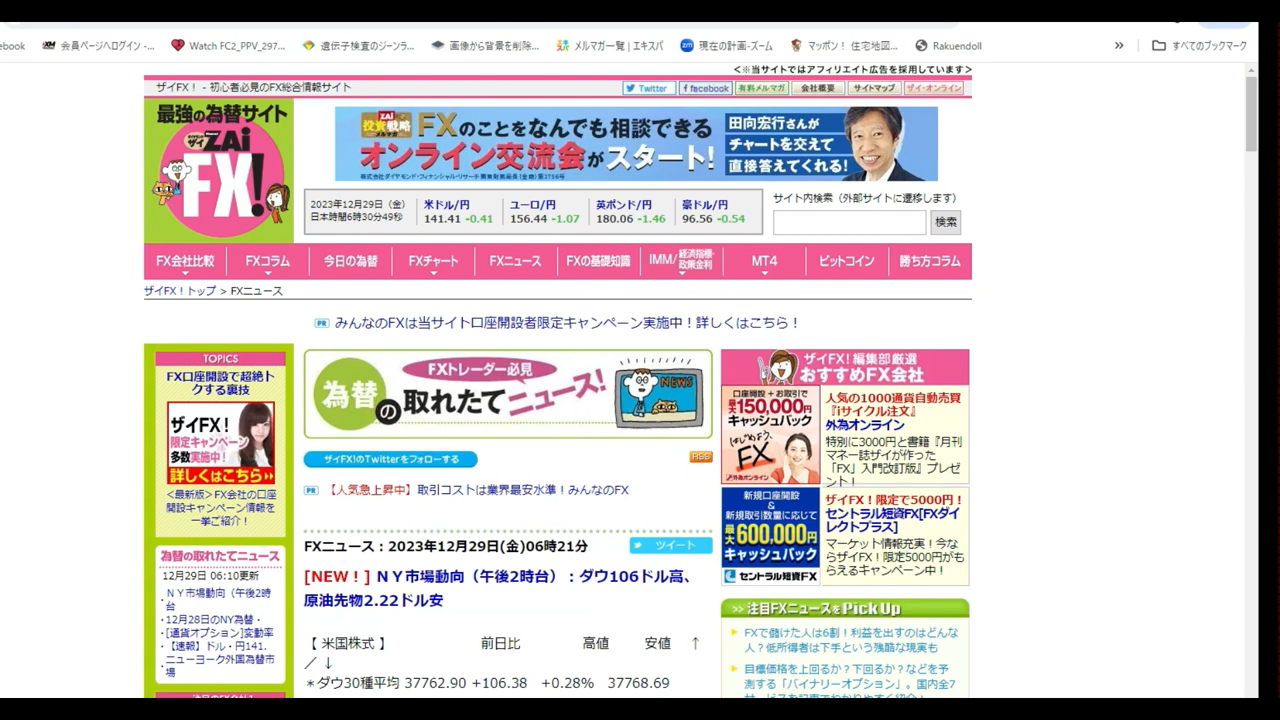 ebook
会員ページへログイン -...
Watch FC2_PPV_297...
遺伝子検査のジーンラ...
画像から背景を削除...
メルマガ一覧 | エキスパ
現在の計画-ズーム
マッポン！ 住宅地図...
Rakuendoll
»
すべてのブックマーク
＜※当サイトではアフィリエイト広告を採用しています＞
ザイFX！ - 初心者必見のFX総合情報サイト
Twitter
facebook
有料メルマガ
会社概要
サイトマップ
ザイ・オンライン
最強の為替サイト
ザイ ZAi
FX!
ZAi
投資戦略
メルマガ
FXのことをなんでも相談できる
オンライン交流会がスタート!
田向宏行さんが
チャートを交えて
直接答えてくれる!
2023年12月29日（金）
日本時間6時30分49秒
米ドル/円
141.41 -0.41
ユーロ/円
156.44 -1.07
英ポンド/円
180.06 -1.46
豪ドル/円
96.56 -0.54
サイト内検索（外部サイトに遷移します）
検索
FX会社比較
FXコラム
今日の為替
FXチャート
FXニュース
FXの基礎知識
IMM/経済指標・政策金利
MT4
ビットコイン
勝ち方コラム
ザイFX！トップ > FXニュース
PR みんなのFXは当サイト口座開設者限定キャンペーン実施中！詳しくはこちら！
TOPICS
FX口座開設で超絶ト
クする裏技
ザイFX！
限定キャンペーン
多数実施中！
詳しくはこちら
＜最新版＞FX会社の口座
開設キャンペーン情報を
一挙ご紹介！
為替の取れたてニュース
12月29日 06:10更新
・ＮＹ市場動向（午後2時
台
・12月28日のNY為替・
・[通貨オプション]変動率
・【速報】ドル・円141.
・ニューヨーク外国為替市
場
FXトレーダー必見
為替の取れたてニュース!
NEWS
ザイFX!のTwitterをフォローする
RSS
PR 【人気急上昇中】取引コストは業界最安水準！みんなのFX
FXニュース：2023年12月29日(金)06時21分
ツイート
[NEW！] ＮＹ市場動向（午後2時台）：ダウ106ドル高、
原油先物2.22ドル安
【 米国株式 】 前日比 高値 安値 ↑
／ ↓
＊ダウ30種平均 37762.90 +106.38 +0.28% 37768.69
ザイFX!編集部厳選
おすすめFX会社
口座開設＋お取引で
最大150,000円
キャッシュバック
はじめよう、
FX
外為オンライン
人気の1000通貨自動売買
『iサイクル注文』
外為オンライン
特別に3000円と書籍『月刊
マネー誌ザイが作った
「FX」入門改訂版』プレゼ
ント！
新規口座開設
＆
新規取引数量に応じて
最大600,000円
キャッシュバック
セントラル短資FX
ザイFX！限定で5000円！
セントラル短資FX[FXダイ
レクトプラス]
マーケット情報充実！今な
らザイFX！限定5000円がも
らえるキャンペーン中！
>> 注目FXニュースをPick Up
FXで儲けた人は6割！利益を出すのはどんな
人？低所得者は下手という残酷な現実も
目標価格を上回るか？下回るか？などを予
測する「バイナリーオプション」。国内全7